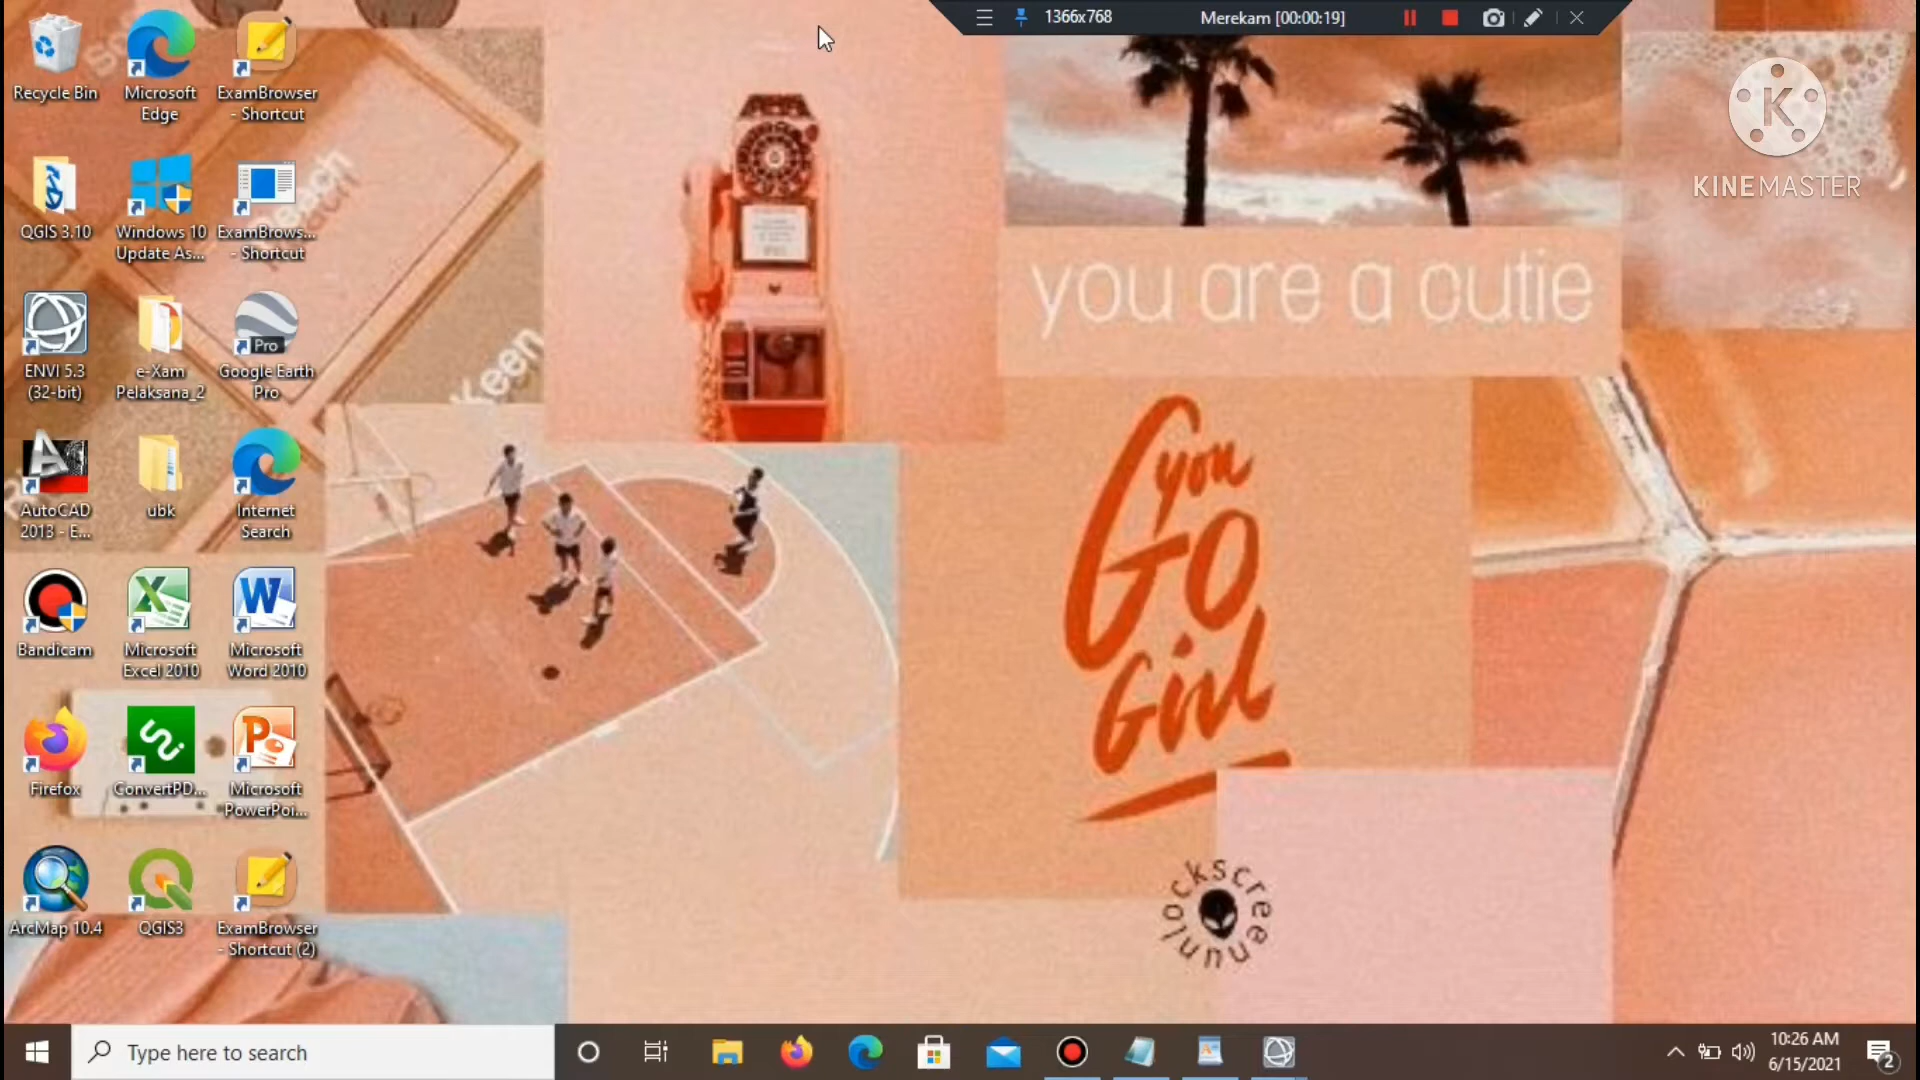 1366x768
Merekam [00:00:19]
KINEMASTER
Recycle Bin
Microsoft
Edge
ExamBrowser
- Shortcut
QGIS 3.10
Windows 10
Update As...
ExamBrows...
- Shortcut
ENVI 5.3
(32-bit)
e-Xam
Pelaksana_2
Google Earth
Pro
Pro
AutoCAD
2013 - E...
ubk
Internet
Search
Bandicam
Microsoft
Excel 2010
Microsoft
Word 2010
Firefox
ConvertPD...
Microsoft
PowerPoi...
ArcMap 10.4
QGIS3
ExamBrowser
- Shortcut (2)
Keen
you are a cutie
you
GO
Girl
lockscreenunlock
Type here to search
10:26 AM
6/15/2021
2